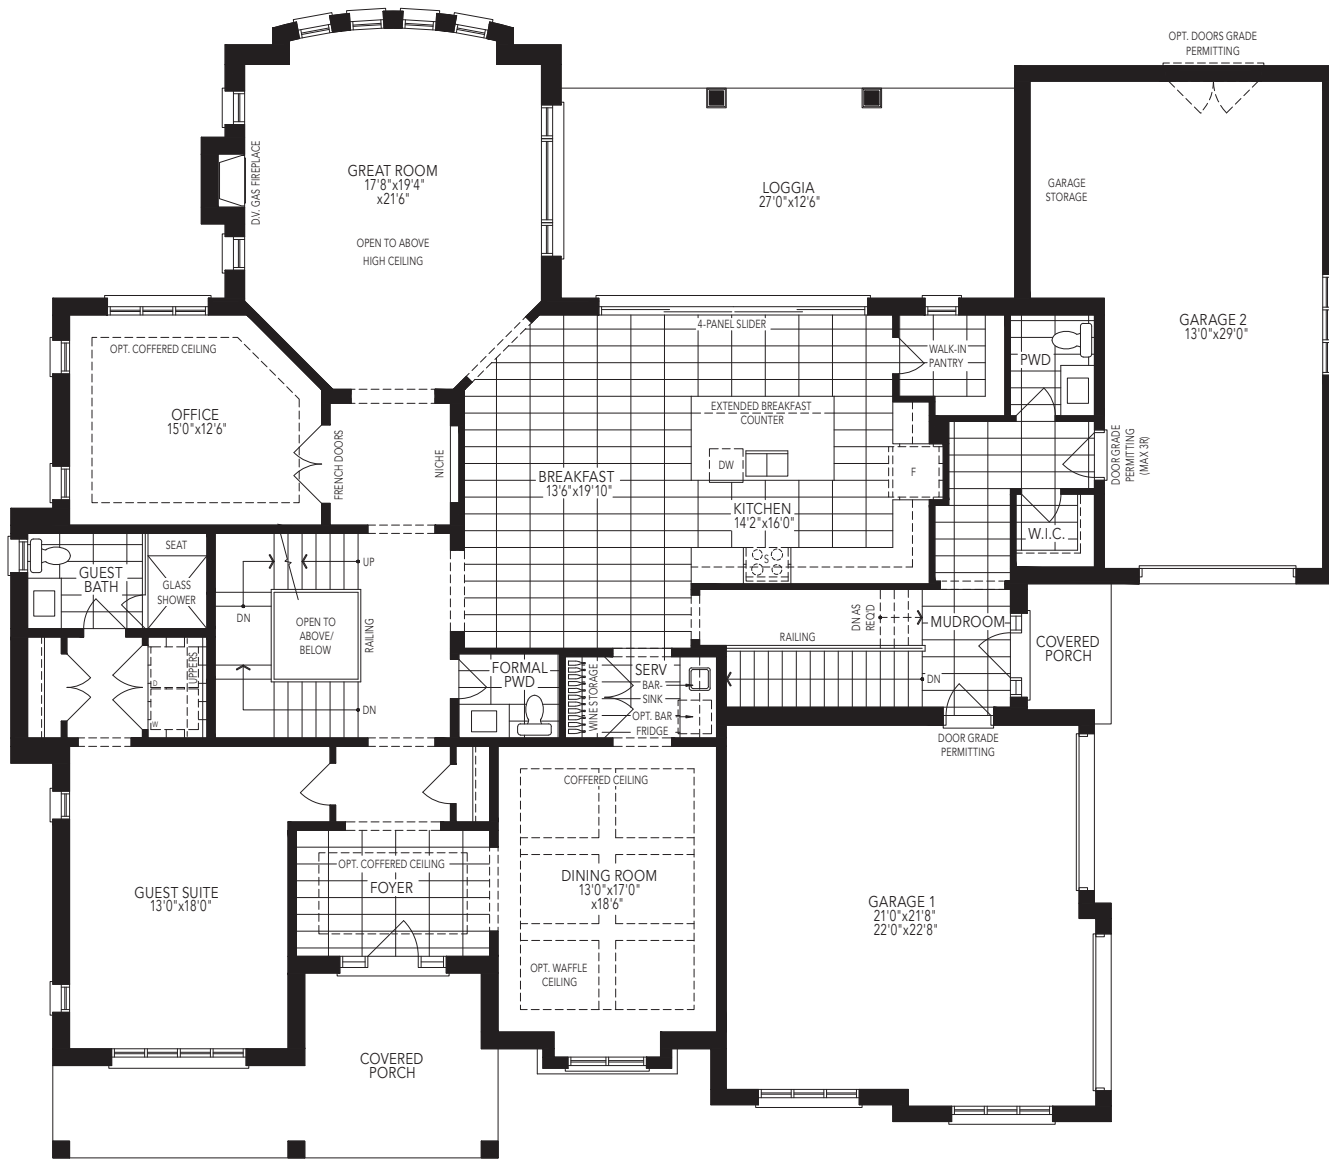 OPT. DOORS GRADE
PERMITTING
D.V. GAS FIREPLACE
GREAT ROOM
17'8"x19'4"
x21'6"
OPEN TO ABOVE
HIGH CEILING
LOGGIA
27'0"x12'6"
GARAGE
STORAGE
GARAGE 2
13'0"x29'0"
OPT. COFFERED CEILING
OFFICE
15'0"x12'6"
FRENCH DOORS
NICHE
4-PANEL SLIDER
WALK-IN
PANTRY
PWD
EXTENDED BREAKFAST
COUNTER
DW
F
BREAKFAST
13'6"x19'10"
KITCHEN
14'2"x16'0"
S
DOOR GRADE
PERMITTING
(MAX 3R)
W.I.C.
GUEST
BATH
SEAT
GLASS
SHOWER
UP
DN
OPEN TO
ABOVE/
BELOW
RAILING
DN
UPPERS
D
W
FORMAL
PWD
WINE STORAGE
SERV
BAR-
SINK
OPT. BAR
FRIDGE
RAILING
DN AS
REQ'D
DN
MUDROOM
COVERED
PORCH
DOOR GRADE
PERMITTING
COFFERED CEILING
DINING ROOM
13'0"x17'0"
x18'6"
OPT. WAFFLE
CEILING
OPT. COFFERED CEILING
FOYER
GUEST SUITE
13'0"x18'0"
GARAGE 1
21'0"x21'8"
22'0"x22'8"
COVERED
PORCH